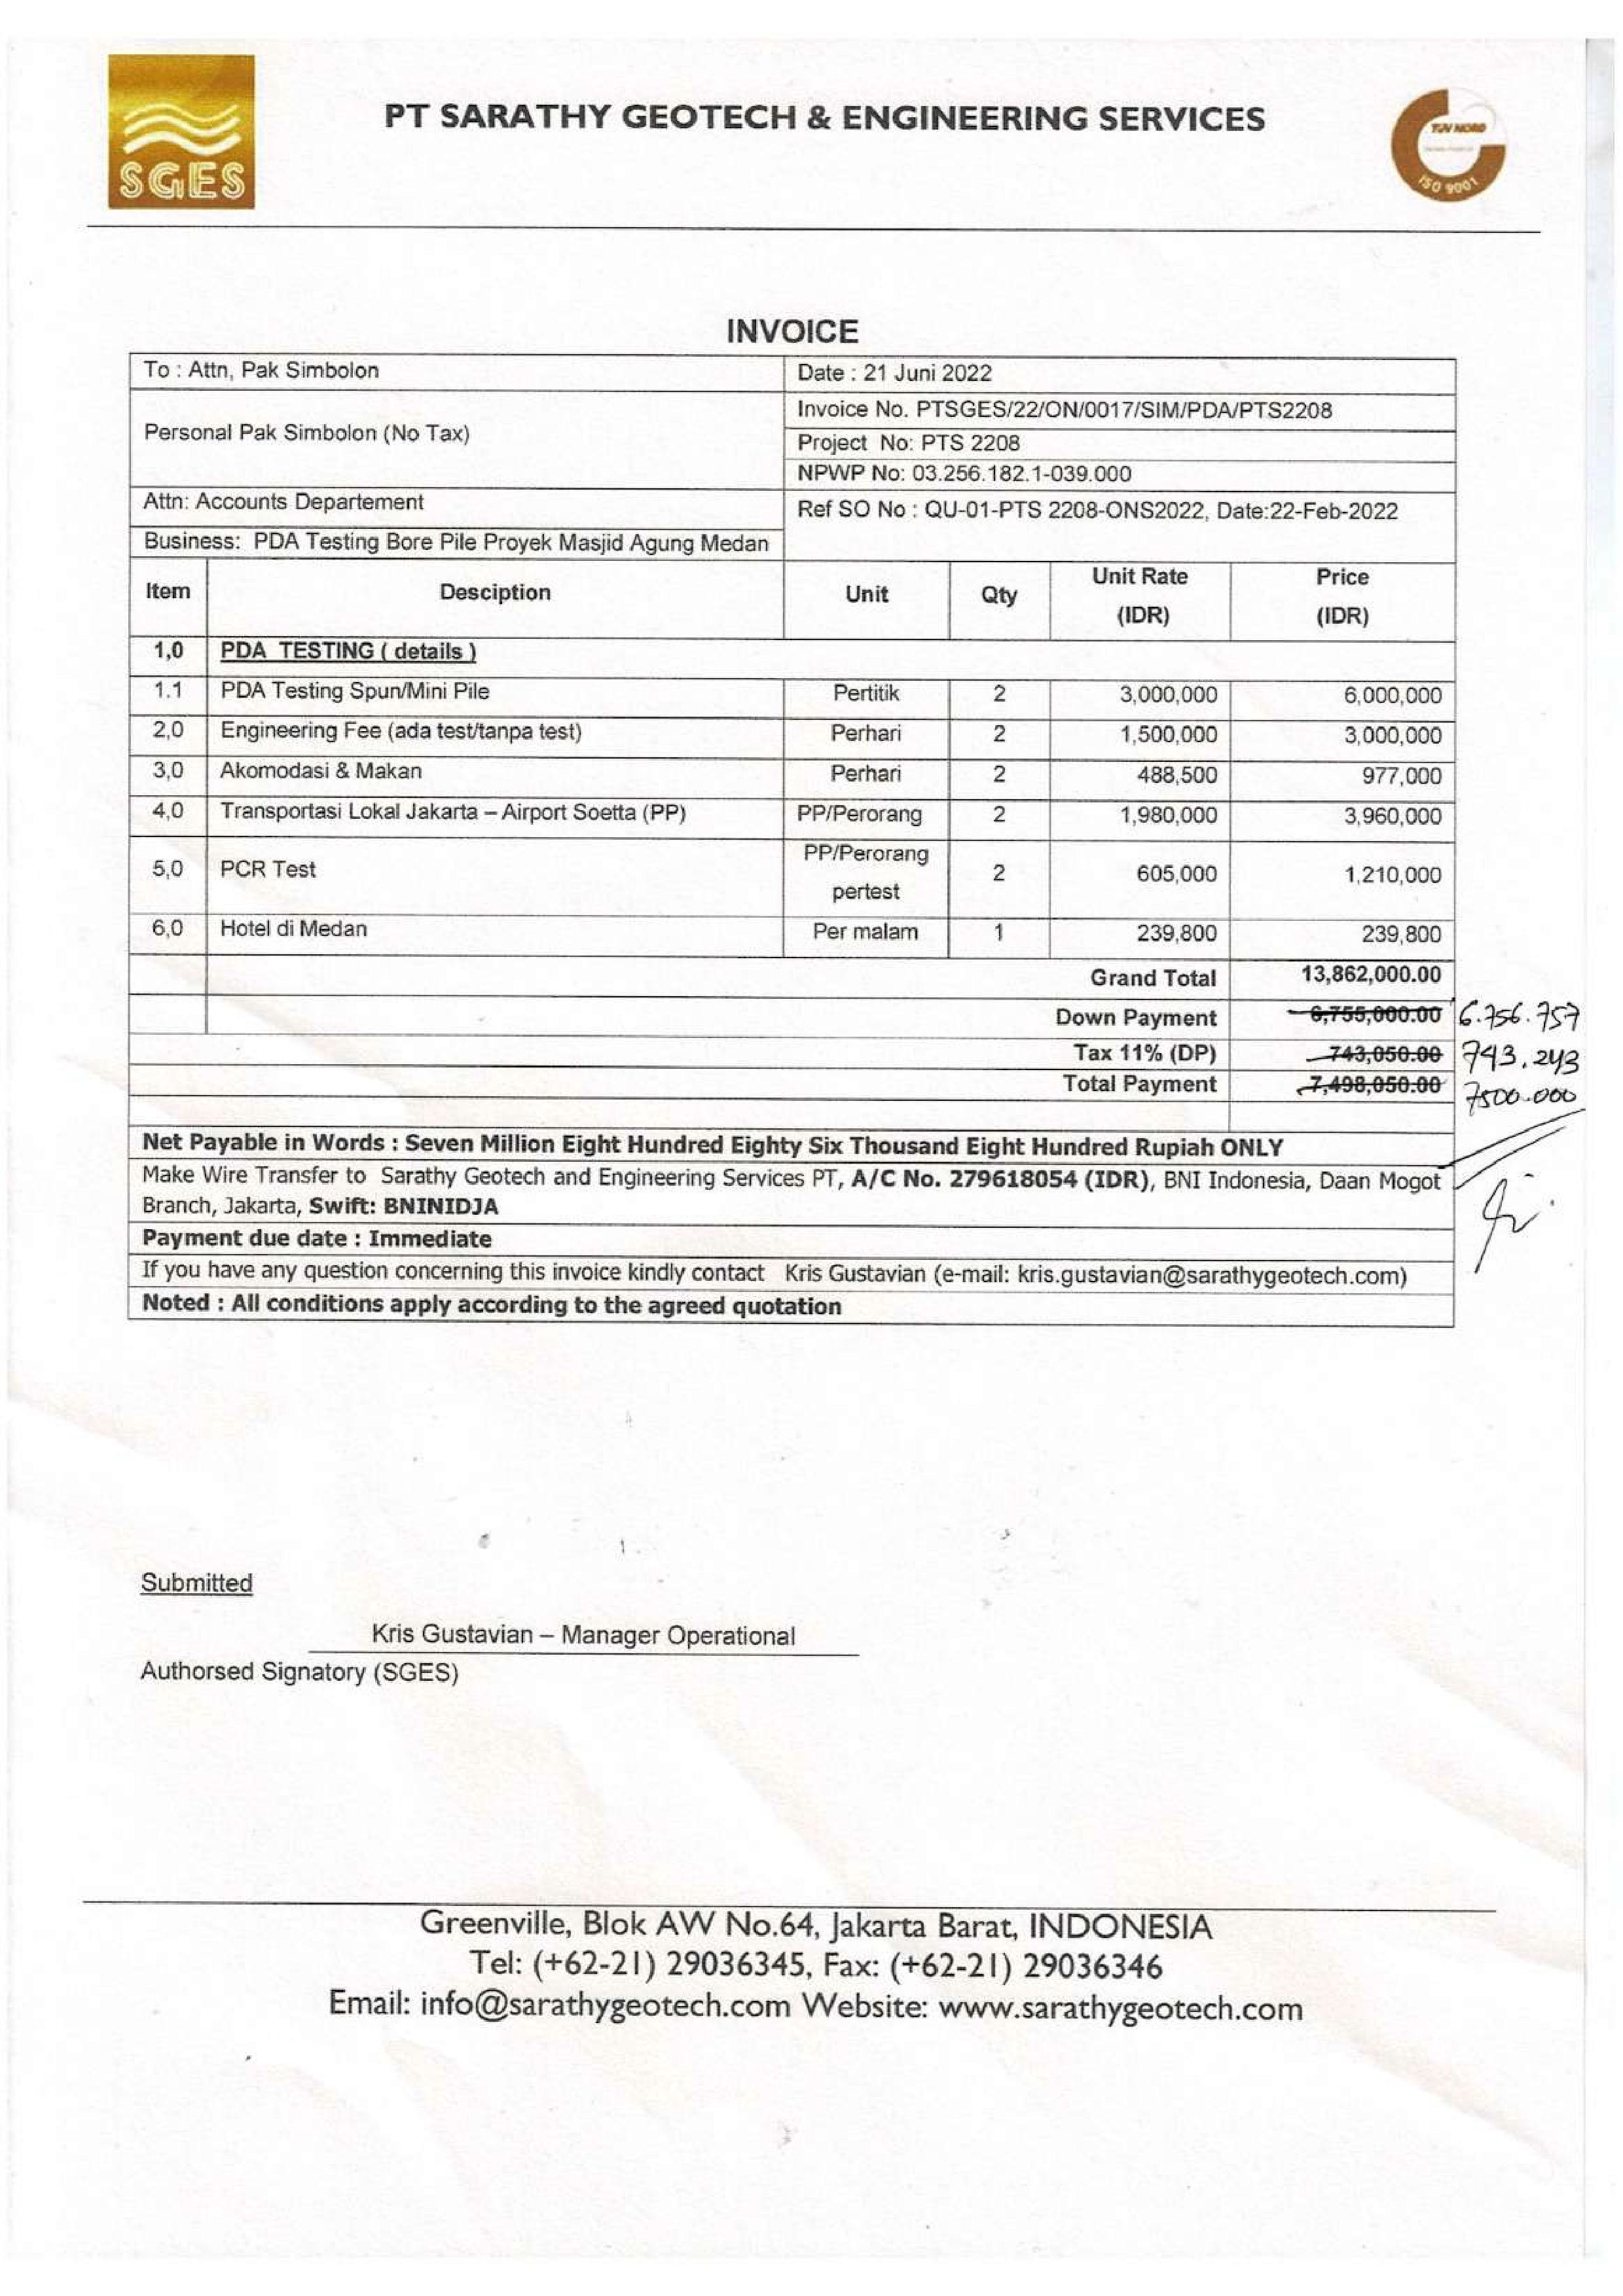 SGES
PT SARATHY GEOTECH & ENGINEERING SERVICES
TUV NORD
ISO 9001
INVOICE
To : Attn, Pak Simbolon
Date : 21 Juni 2022
Personal Pak Simbolon (No Tax)
Invoice No. PTSGES/22/ON/0017/SIM/PDA/PTS2208
Project No: PTS 2208
NPWP No: 03.256.182.1-039.000
Attn: Accounts Departement
Ref SO No : QU-01-PTS 2208-ONS2022, Date:22-Feb-2022
Business: PDA Testing Bore Pile Proyek Masjid Agung Medan
Item Desciption Unit Qty Unit Rate (IDR) Price (IDR)
1,0 PDA TESTING ( details )
1.1 PDA Testing Spun/Mini Pile Pertitik 2 3,000,000 6,000,000
2,0 Engineering Fee (ada test/tanpa test) Perhari 2 1,500,000 3,000,000
3,0 Akomodasi & Makan Perhari 2 488,500 977,000
4,0 Transportasi Lokal Jakarta – Airport Soetta (PP) PP/Perorang 2 1,980,000 3,960,000
5,0 PCR Test PP/Perorang pertest 2 605,000 1,210,000
6,0 Hotel di Medan Per malam 1 239,800 239,800
Grand Total 13,862,000.00
Down Payment 6,755,000.00 6.756.757
Tax 11% (DP) 743,050.00 743.243
Total Payment 7,498,050.00 7500.000
Net Payable in Words : Seven Million Eight Hundred Eighty Six Thousand Eight Hundred Rupiah ONLY
Make Wire Transfer to Sarathy Geotech and Engineering Services PT, A/C No. 279618054 (IDR), BNI Indonesia, Daan Mogot
Branch, Jakarta, Swift: BNINIDJA
Payment due date : Immediate
If you have any question concerning this invoice kindly contact Kris Gustavian (e-mail: kris.gustavian@sarathygeotech.com)
Noted : All conditions apply according to the agreed quotation
Submitted
Kris Gustavian – Manager Operational
Authorsed Signatory (SGES)
Greenville, Blok AW No.64, Jakarta Barat, INDONESIA
Tel: (+62-21) 29036345, Fax: (+62-21) 29036346
Email: info@sarathygeotech.com Website: www.sarathygeotech.com